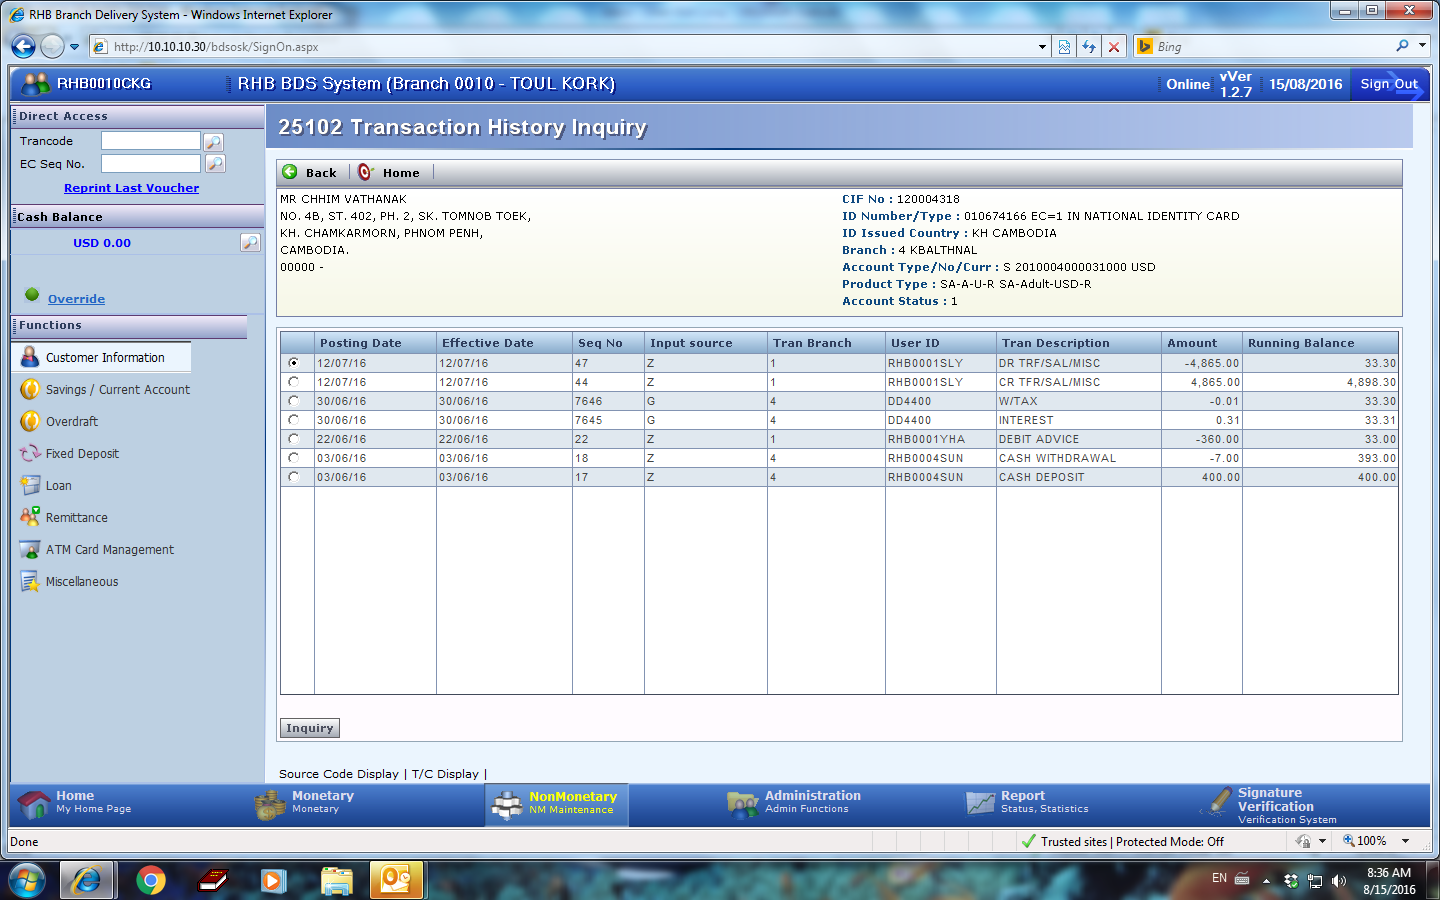 RHB Branch Delivery System - Windows Internet Explorer
http://10.10.10.30/bdsosk/SignOn.aspx
Bing
RHB0010CKG
RHB BDS System (Branch 0010 - TOUL KORK)
Online
vVer 1.2.7
15/08/2016
Sign Out
Direct Access
Trancode
EC Seq No.
Reprint Last Voucher
Cash Balance
USD 0.00
Override
Functions
Customer Information
Savings / Current Account
Overdraft
Fixed Deposit
Loan
Remittance
ATM Card Management
Miscellaneous
25102 Transaction History Inquiry
Back | Home |
MR CHHIM VATHANAK
NO. 4B, ST. 402, PH. 2, SK. TOMNOB TOEK,
KH. CHAMKARMORN, PHNOM PENH,
CAMBODIA.
00000 -
CIF No : 120004318
ID Number/Type : 010674166 EC=1 IN NATIONAL IDENTITY CARD
ID Issued Country : KH CAMBODIA
Branch : 4 KBALTHNAL
Account Type/No/Curr : S 2010004000031000 USD
Product Type : SA-A-U-R SA-Adult-USD-R
Account Status : 1
Posting Date Effective Date Seq No Input source Tran Branch User ID Tran Description Amount Running Balance
12/07/16 12/07/16 47 Z 1 RHB0001SLY DR TRF/SAL/MISC -4,865.00 33.30
12/07/16 12/07/16 44 Z 1 RHB0001SLY CR TFR/SAL/MISC 4,865.00 4,898.30
30/06/16 30/06/16 7646 G 4 DD4400 W/TAX -0.01 33.30
30/06/16 30/06/16 7645 G 4 DD4400 INTEREST 0.31 33.31
22/06/16 22/06/16 22 Z 1 RHB0001YHA DEBIT ADVICE -360.00 33.00
03/06/16 03/06/16 18 Z 4 RHB0004SUN CASH WITHDRAWAL -7.00 393.00
03/06/16 03/06/16 17 Z 4 RHB0004SUN CASH DEPOSIT 400.00 400.00
Inquiry
Source Code Display | T/C Display |
Home
My Home Page
Monetary
Monetary
NonMonetary
NM Maintenance
Administration
Admin Functions
Report
Status, Statistics
Signature
Verification
Verification System
Done
Trusted sites | Protected Mode: Off
100%
EN
8:36 AM
8/15/2016